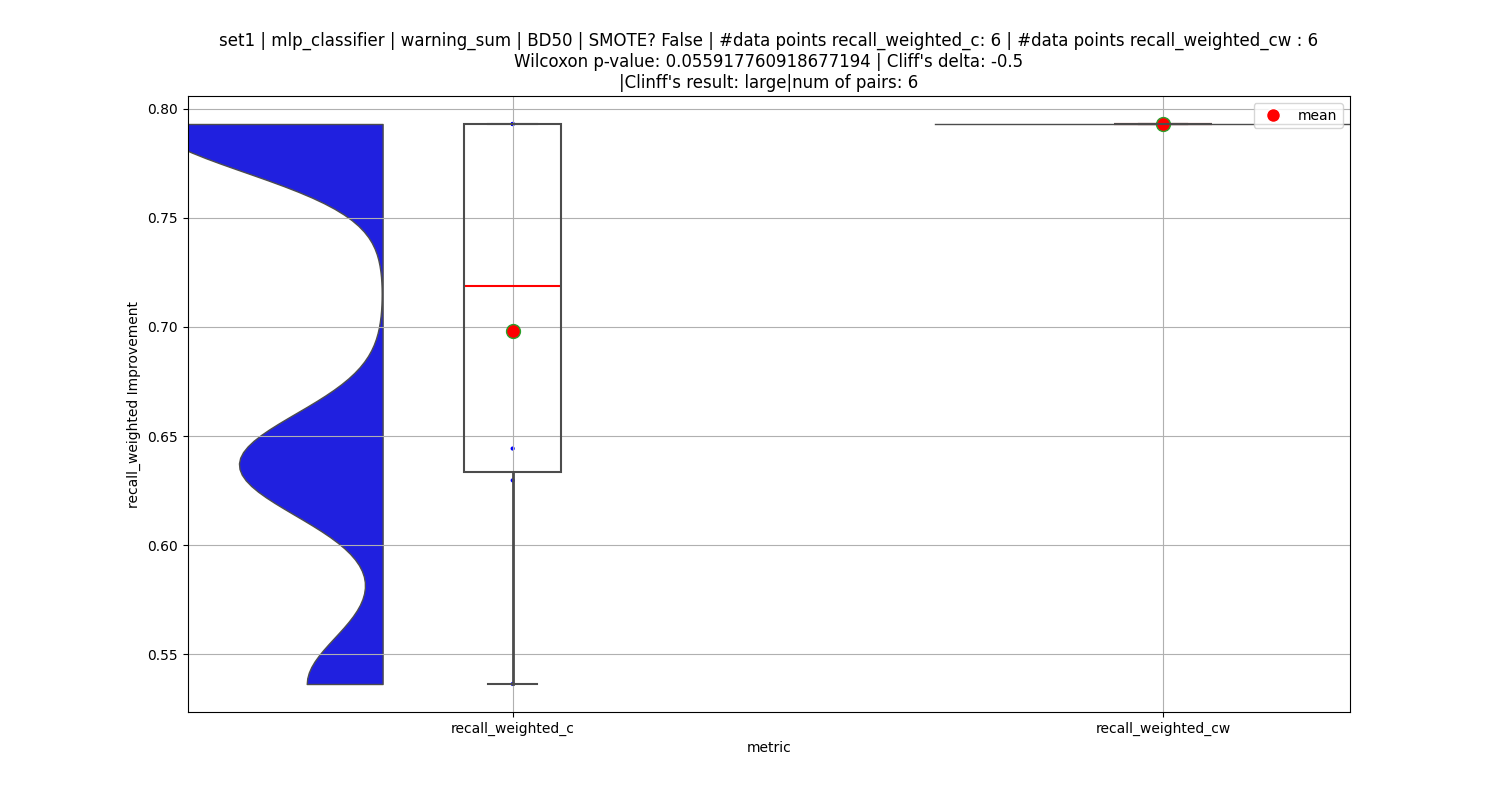 set1 | mlp_classifier | warning_sum | BD50 | SMOTE? False | #data points recall_weighted_c: 6 | #data points recall_weighted_cw : 6
Wilcoxon p-value: 0.055917760918677194 | Cliff's delta: -0.5
|Clinff's result: large|num of pairs: 6
0.80
mean
0.75
0.70
recall_weighted Improvement
0.65
0.60
0.55
recall_weighted_c
recall_weighted_cw
metric